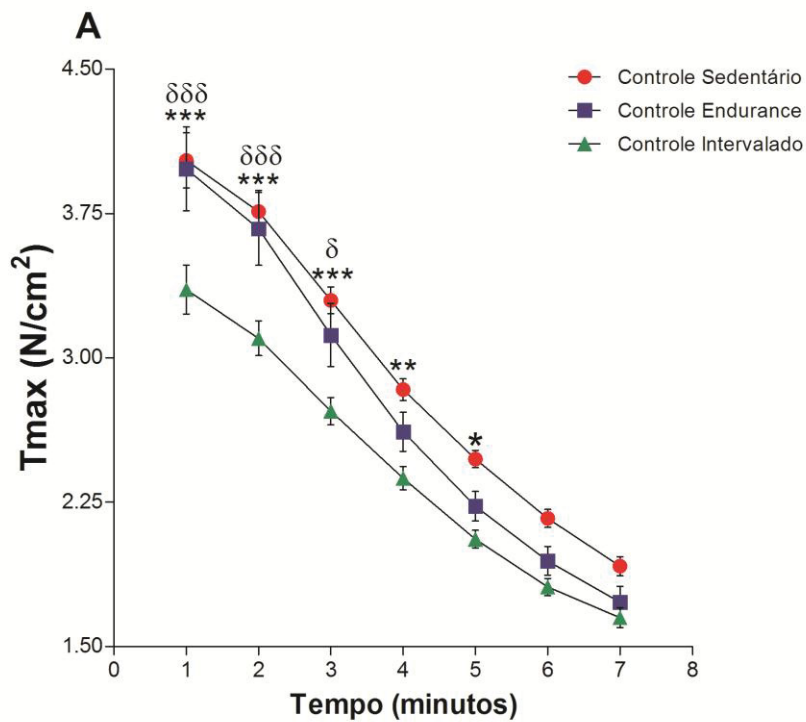 A
4.50
3.75
3.00
2.25
1.50
Tmax (N/cm²)
δδδ
***
δδδ
***
δ
***
**
*
Controle Sedentário
Controle Endurance
Controle Intervalado
0 1 2 3 4 5 6 7 8
Tempo (minutos)